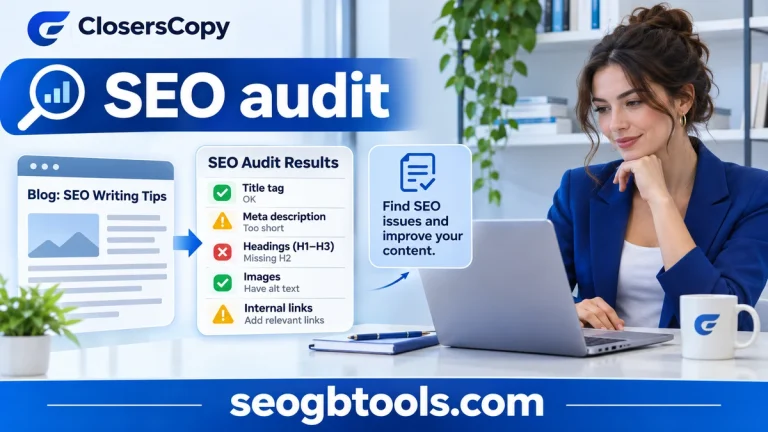 ClosersCopy
SEO audit
Blog: SEO Writing Tips
SEO Audit Results
Title tag
OK
Meta description
Too short
Headings (H1–H3)
Missing H2
Images
Have alt text
Internal links
Add relevant links
Find SEO
issues and
improve your
content.
seogbtools.com